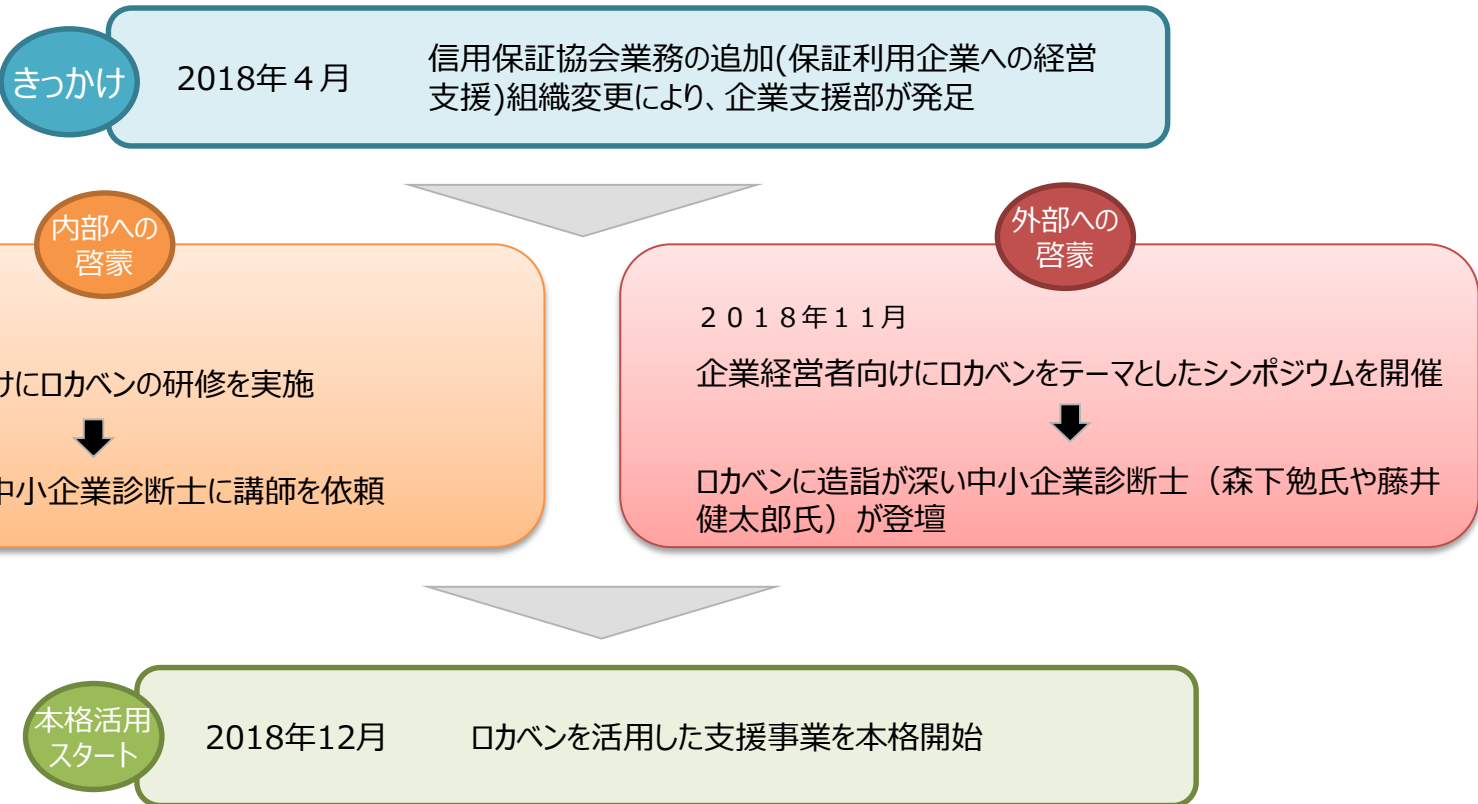 きっかけ
2018年４月
信用保証協会業務の追加(保証利用企業への経営
支援)組織変更により、企業支援部が発足
内部への
啓蒙
けにロカベンの研修を実施
中小企業診断士に講師を依頼
外部への
啓蒙
２０１８年１１月
企業経営者向けにロカベンをテーマとしたシンポジウムを開催
ロカベンに造詣が深い中小企業診断士（森下勉氏や藤井
健太郎氏）が登壇
本格活用
スタート
2018年12月
ロカベンを活用した支援事業を本格開始